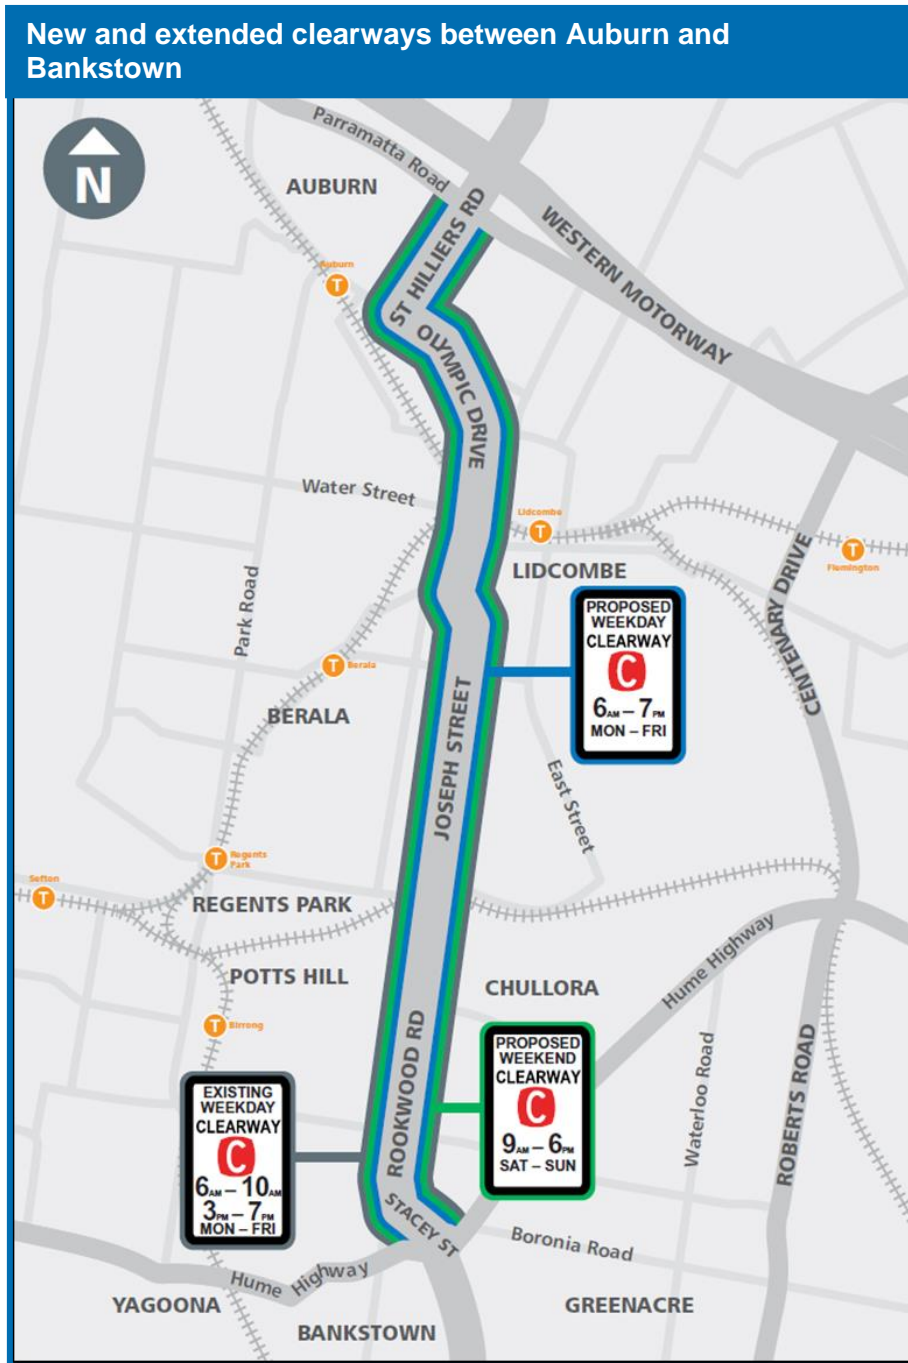 New and extended clearways between Auburn and
Bankstown
N
Parramatta Road
AUBURN
ST HILLIERS RD
WESTERN MOTORWAY
Auburn
T
OLYMPIC DRIVE
Water Street
Lidcombe
T
T
Flemington
LIDCOMBE
CENTENARY DRIVE
Park Road
PROPOSED
WEEKDAY
CLEARWAY
C
6AM – 7PM
MON – FRI
T
Berala
BERALA
JOSEPH STREET
East Street
T
Regents
Park
Sefton
T
REGENTS PARK
Hume Highway
POTTS HILL
CHULLORA
T
Birrong
ROOKWOOD RD
Waterloo Road
ROBERTS ROAD
PROPOSED
WEEKEND
CLEARWAY
C
9AM – 6PM
SAT – SUN
EXISTING
WEEKDAY
CLEARWAY
C
6AM – 10AM
3PM – 7PM
MON – FRI
STACEY ST
Boronia Road
Hume Highway
YAGOONA
GREENACRE
BANKSTOWN